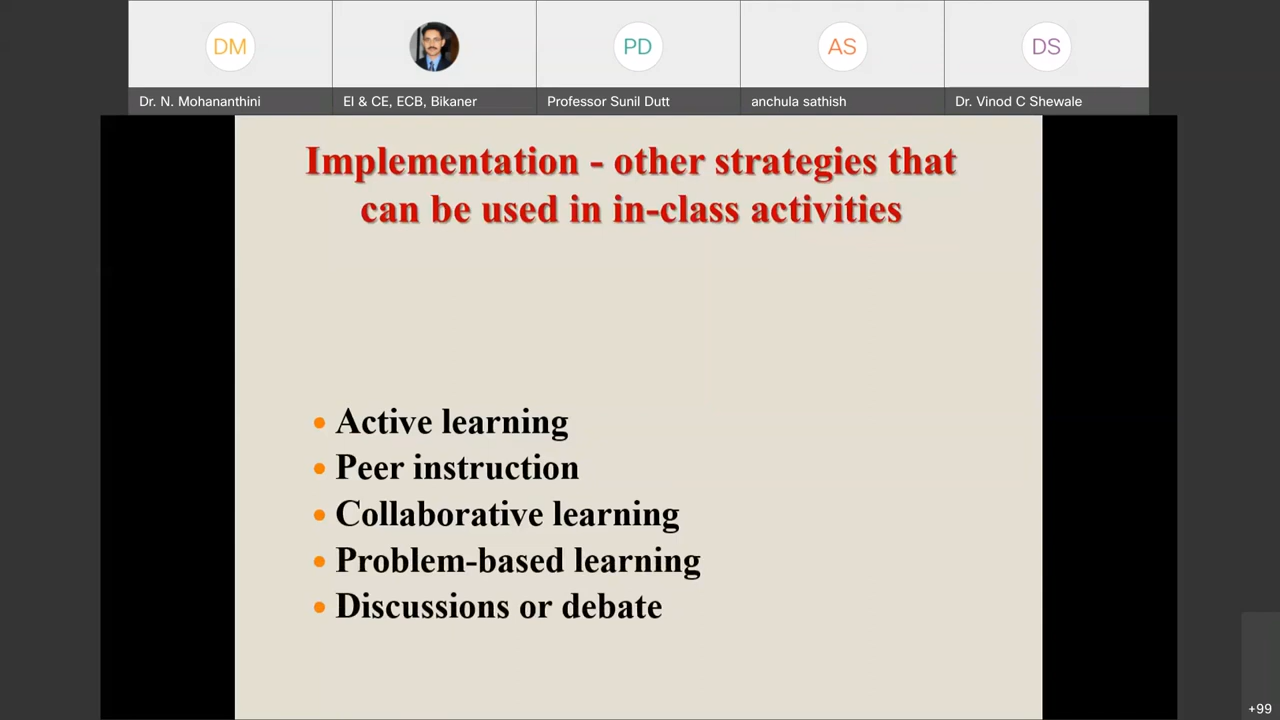 DM
PD
AS
DS
Dr. N. Mohananthini
EI & CE, ECB, Bikaner
Professor Sunil Dutt
anchula sathish
Dr. Vinod C Shewale
Implementation - other strategies that
can be used in in-class activities
• Active learning
• Peer instruction
• Collaborative learning
• Problem-based learning
• Discussions or debate
+99